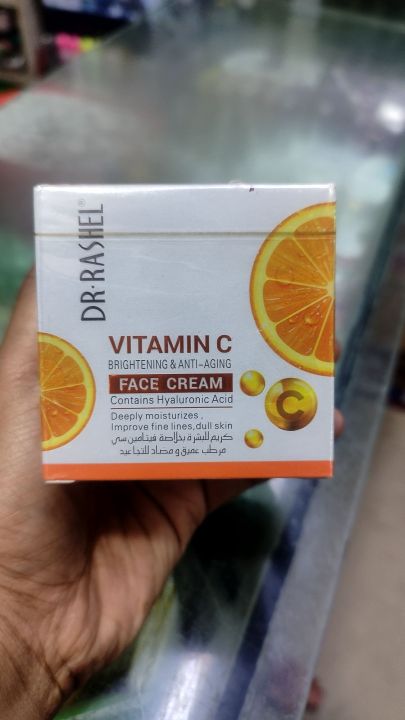 DR·RASHEL®
VITAMIN C
BRIGHTENING & ANTI-AGING
FACE CREAM
Contains Hyaluronic Acid
Deeply moisturizes,
Improve fine lines,dull skin
كريم للبشرة بخلاصة فيتامين سي
مرطب عميق و مضاد للتجاعيد
C